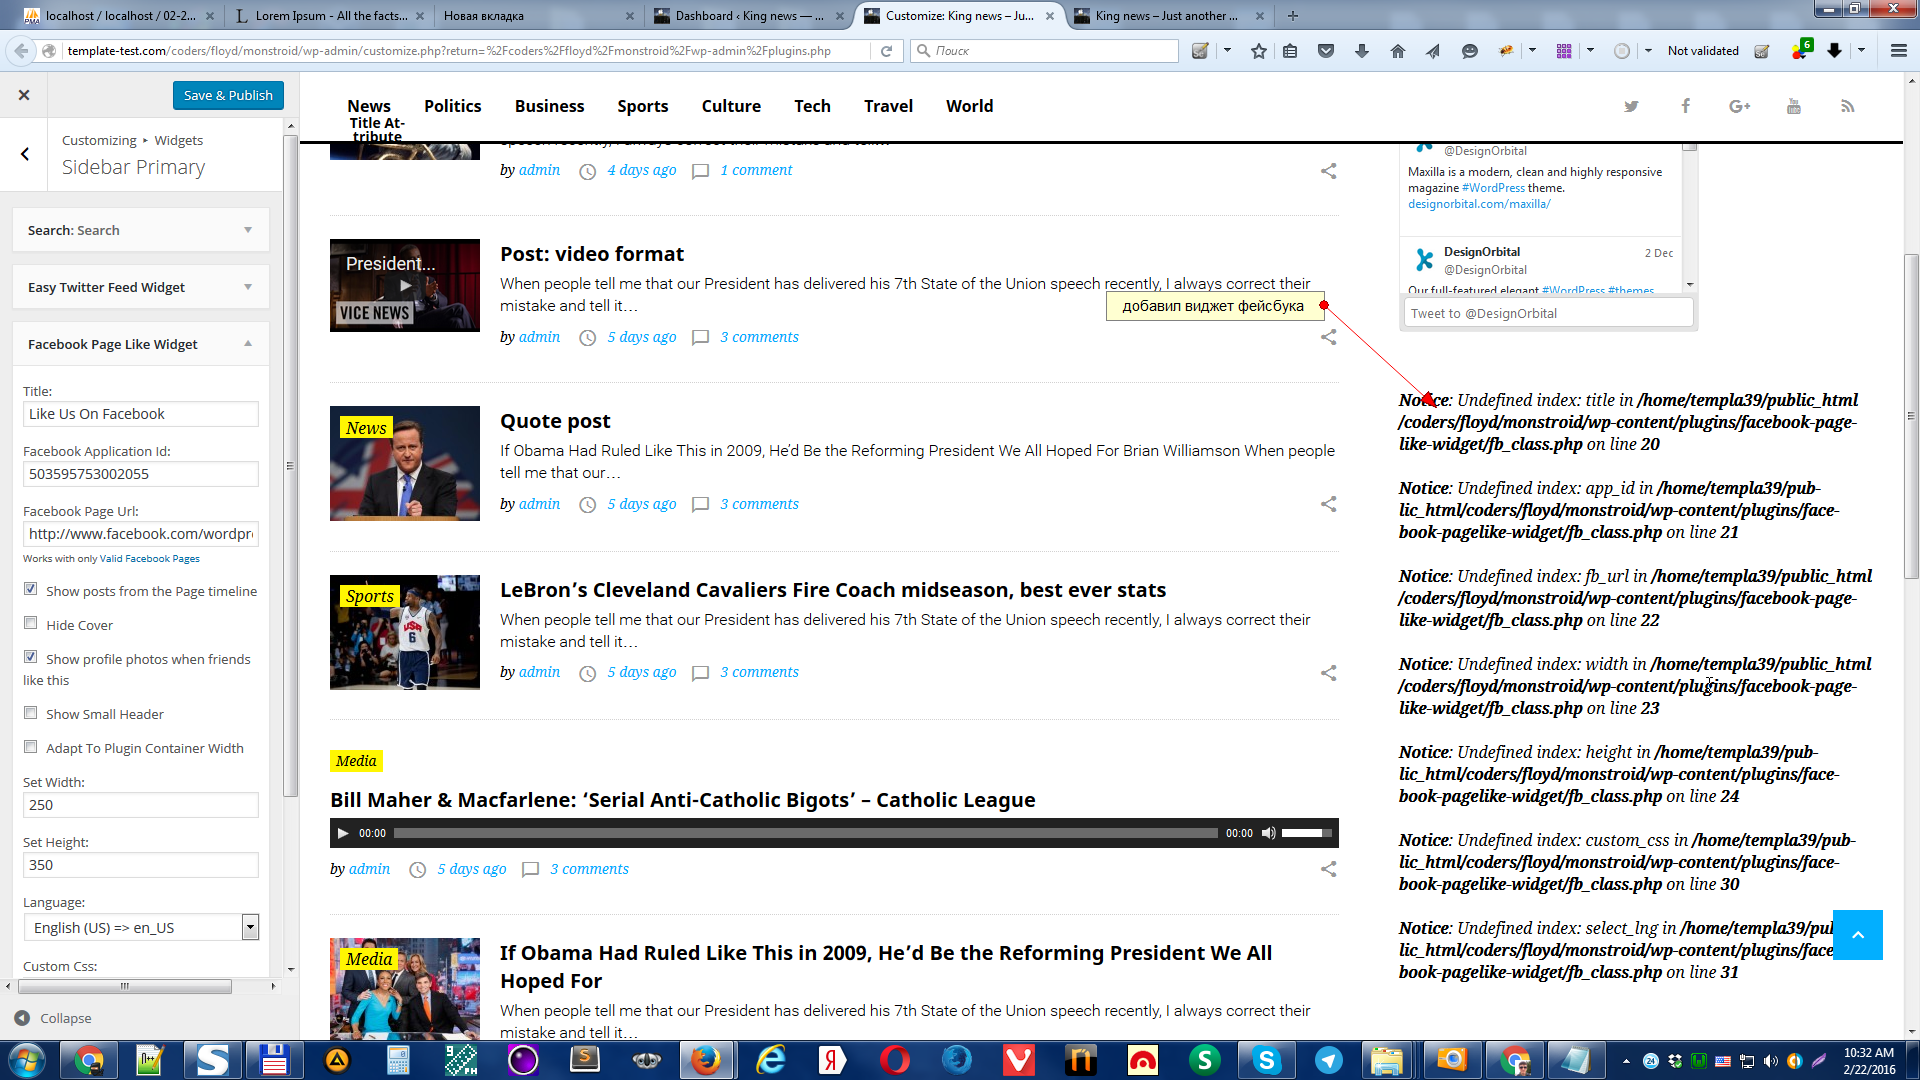 localhost / localhost / 02-2...
Lorem Ipsum - All the facts...
Новая вкладка
Dashboard ‹ King news — ...
Customize: King news – Ju...
King news – Just another ...
template-test.com/coders/floyd/monstroid/wp-admin/customize.php?return=%2Fcoders%2Ffloyd%2Fmonstroid%2Fwp-admin%2Fplugins.php
Поиск
Not validated
6
Save & Publish
Customizing ▸ Widgets
Sidebar Primary
Search: Search
Easy Twitter Feed Widget
Facebook Page Like Widget
Title:
Like Us On Facebook
Facebook Application Id:
503595753002055
Facebook Page Url:
http://www.facebook.com/wordpr
Works with only Valid Facebook Pages
Show posts from the Page timeline
Hide Cover
Show profile photos when friends
like this
Show Small Header
Adapt To Plugin Container Width
Set Width:
250
Set Height:
350
Language:
English (US) => en_US
Custom Css:
Collapse
News Politics Business Sports Culture Tech Travel World
Title At-
tribute
speech recently, I always correct their mistake and tell…
by admin 4 days ago 1 comment
President...
VICE NEWS
Post: video format
When people tell me that our President has delivered his 7th State of the Union speech recently, I always correct their
mistake and tell it…
добавип виджет фейсбука
by admin 5 days ago 3 comments
News
Quote post
If Obama Had Ruled Like This in 2009, He’d Be the Reforming President We All Hoped For Brian Williamson When people
tell me that our…
by admin 5 days ago 3 comments
Sports
LeBron’s Cleveland Cavaliers Fire Coach midseason, best ever stats
When people tell me that our President has delivered his 7th State of the Union speech recently, I always correct their
mistake and tell it…
by admin 5 days ago 3 comments
Media
Bill Maher & Macfarlene: ‘Serial Anti-Catholic Bigots’ – Catholic League
00:00 00:00
by admin 5 days ago 3 comments
Media
If Obama Had Ruled Like This in 2009, He’d Be the Reforming President We All
Hoped For
When people tell me that our President has delivered his 7th State of the Union speech recently, I always correct their
mistake and tell it…
@DesignOrbital
Maxilla is a modern, clean and highly responsive
magazine #WordPress theme.
designorbital.com/maxilla/
DesignOrbital 2 Dec
@DesignOrbital
Our full-featured elegant #WordPress #themes
Tweet to @DesignOrbital
Notice: Undefined index: title in /home/templa39/public_html
/coders/floyd/monstroid/wp-content/plugins/facebook-page-
like-widget/fb_class.php on line 20
Notice: Undefined index: app_id in /home/templa39/pub-
lic_html/coders/floyd/monstroid/wp-content/plugins/face-
book-pagelike-widget/fb_class.php on line 21
Notice: Undefined index: fb_url in /home/templa39/public_html
/coders/floyd/monstroid/wp-content/plugins/facebook-page-
like-widget/fb_class.php on line 22
Notice: Undefined index: width in /home/templa39/public_html
/coders/floyd/monstroid/wp-content/plugins/facebook-page-
like-widget/fb_class.php on line 23
Notice: Undefined index: height in /home/templa39/pub-
lic_html/coders/floyd/monstroid/wp-content/plugins/face-
book-pagelike-widget/fb_class.php on line 24
Notice: Undefined index: custom_css in /home/templa39/pub-
lic_html/coders/floyd/monstroid/wp-content/plugins/face-
book-pagelike-widget/fb_class.php on line 30
Notice: Undefined index: select_lng in /home/templa39/pu
lic_html/coders/floyd/monstroid/wp-content/plugins/face
book-pagelike-widget/fb_class.php on line 31
10:32 AM
2/22/2016